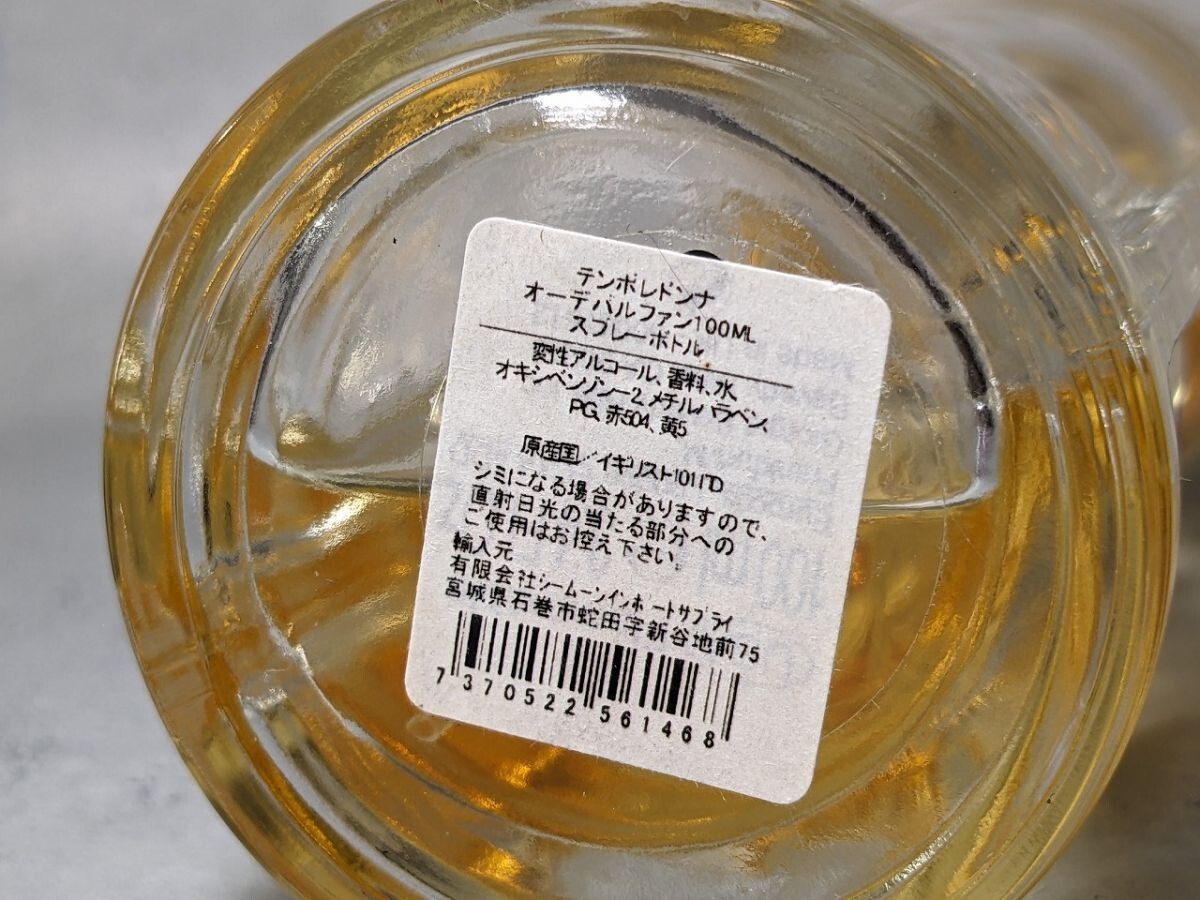 テンポレドンナ
オーデパルファン100ML
スプレーボトル
変性アルコール、香料、水
オキシベンゾン-2、メチルパラベン、
PG、赤504、黄5
原産国/イギリス
シミになる場合がありますので、
直射日光の当たる部分への
ご使用はお控え下さい。
輸入元
有限会社シームーンインポートサプライ
宮城県石巻市蛇田字新谷地前75
7 370522 561468